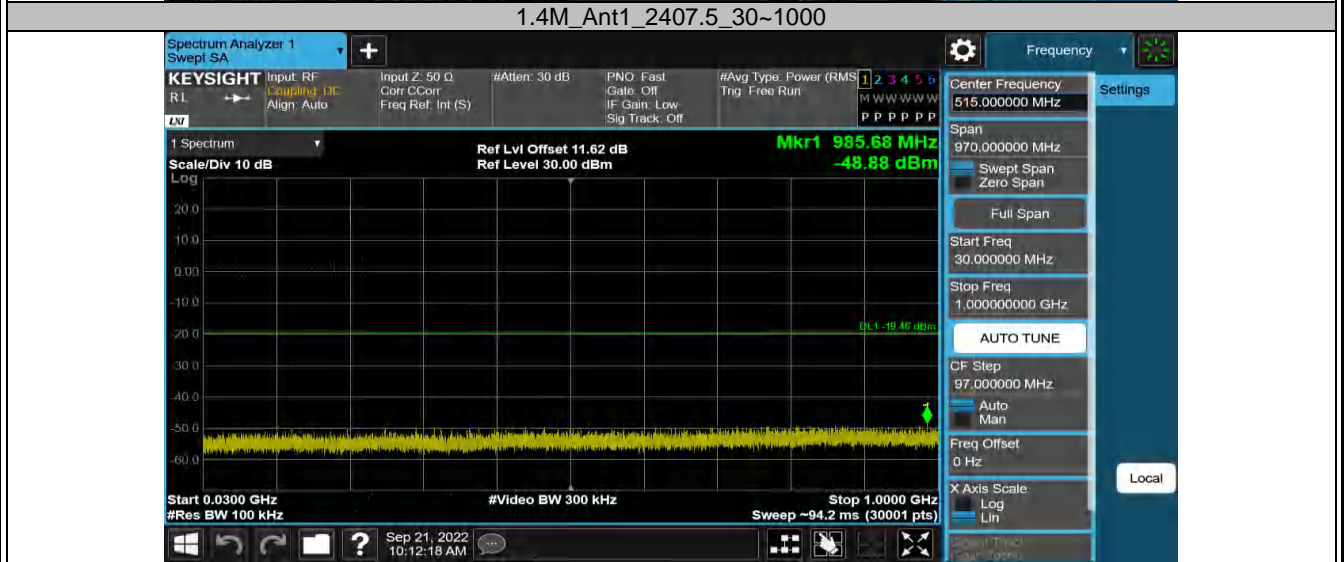 1.4M_Ant1_2407.5_30~1000
Spectrum Analyzer 1
Swept SA
+
Frequency
KEYSIGHT
RL
LXI
Input: RF
Coupling: DC
Align: Auto
Input Z: 50 Ω
Corr CCorr
Freq Ref: Int (S)
#Atten: 30 dB
PNO: Fast
Gate: Off
IF Gain: Low
Sig Track: Off
#Avg Type: Power (RMS
Trig: Free Run
1 2 3 4 5 6
M W W W W W
P P P P P P
Center Frequency
515.000000 MHz
Settings
1 Spectrum
Scale/Div 10 dB
Ref Lvl Offset 11.62 dB
Ref Level 30.00 dBm
Mkr1 985.68 MHz
-48.88 dBm
Span
970.000000 MHz
Swept Span
Zero Span
Full Span
Start Freq
30.000000 MHz
Stop Freq
1.000000000 GHz
AUTO TUNE
CF Step
97.000000 MHz
Auto
Man
Freq Offset
0 Hz
X Axis Scale
Log
Lin
Local
Log
20.0
10.0
0.00
-10.0
-20.0
DL1 -19.46 dBm
-30.0
-40.0
1
-50.0
-60.0
Start 0.0300 GHz
#Video BW 300 kHz
Stop 1.0000 GHz
#Res BW 100 kHz
Sweep ~94.2 ms (30001 pts)
?
Sep 21, 2022
10:12:18 AM